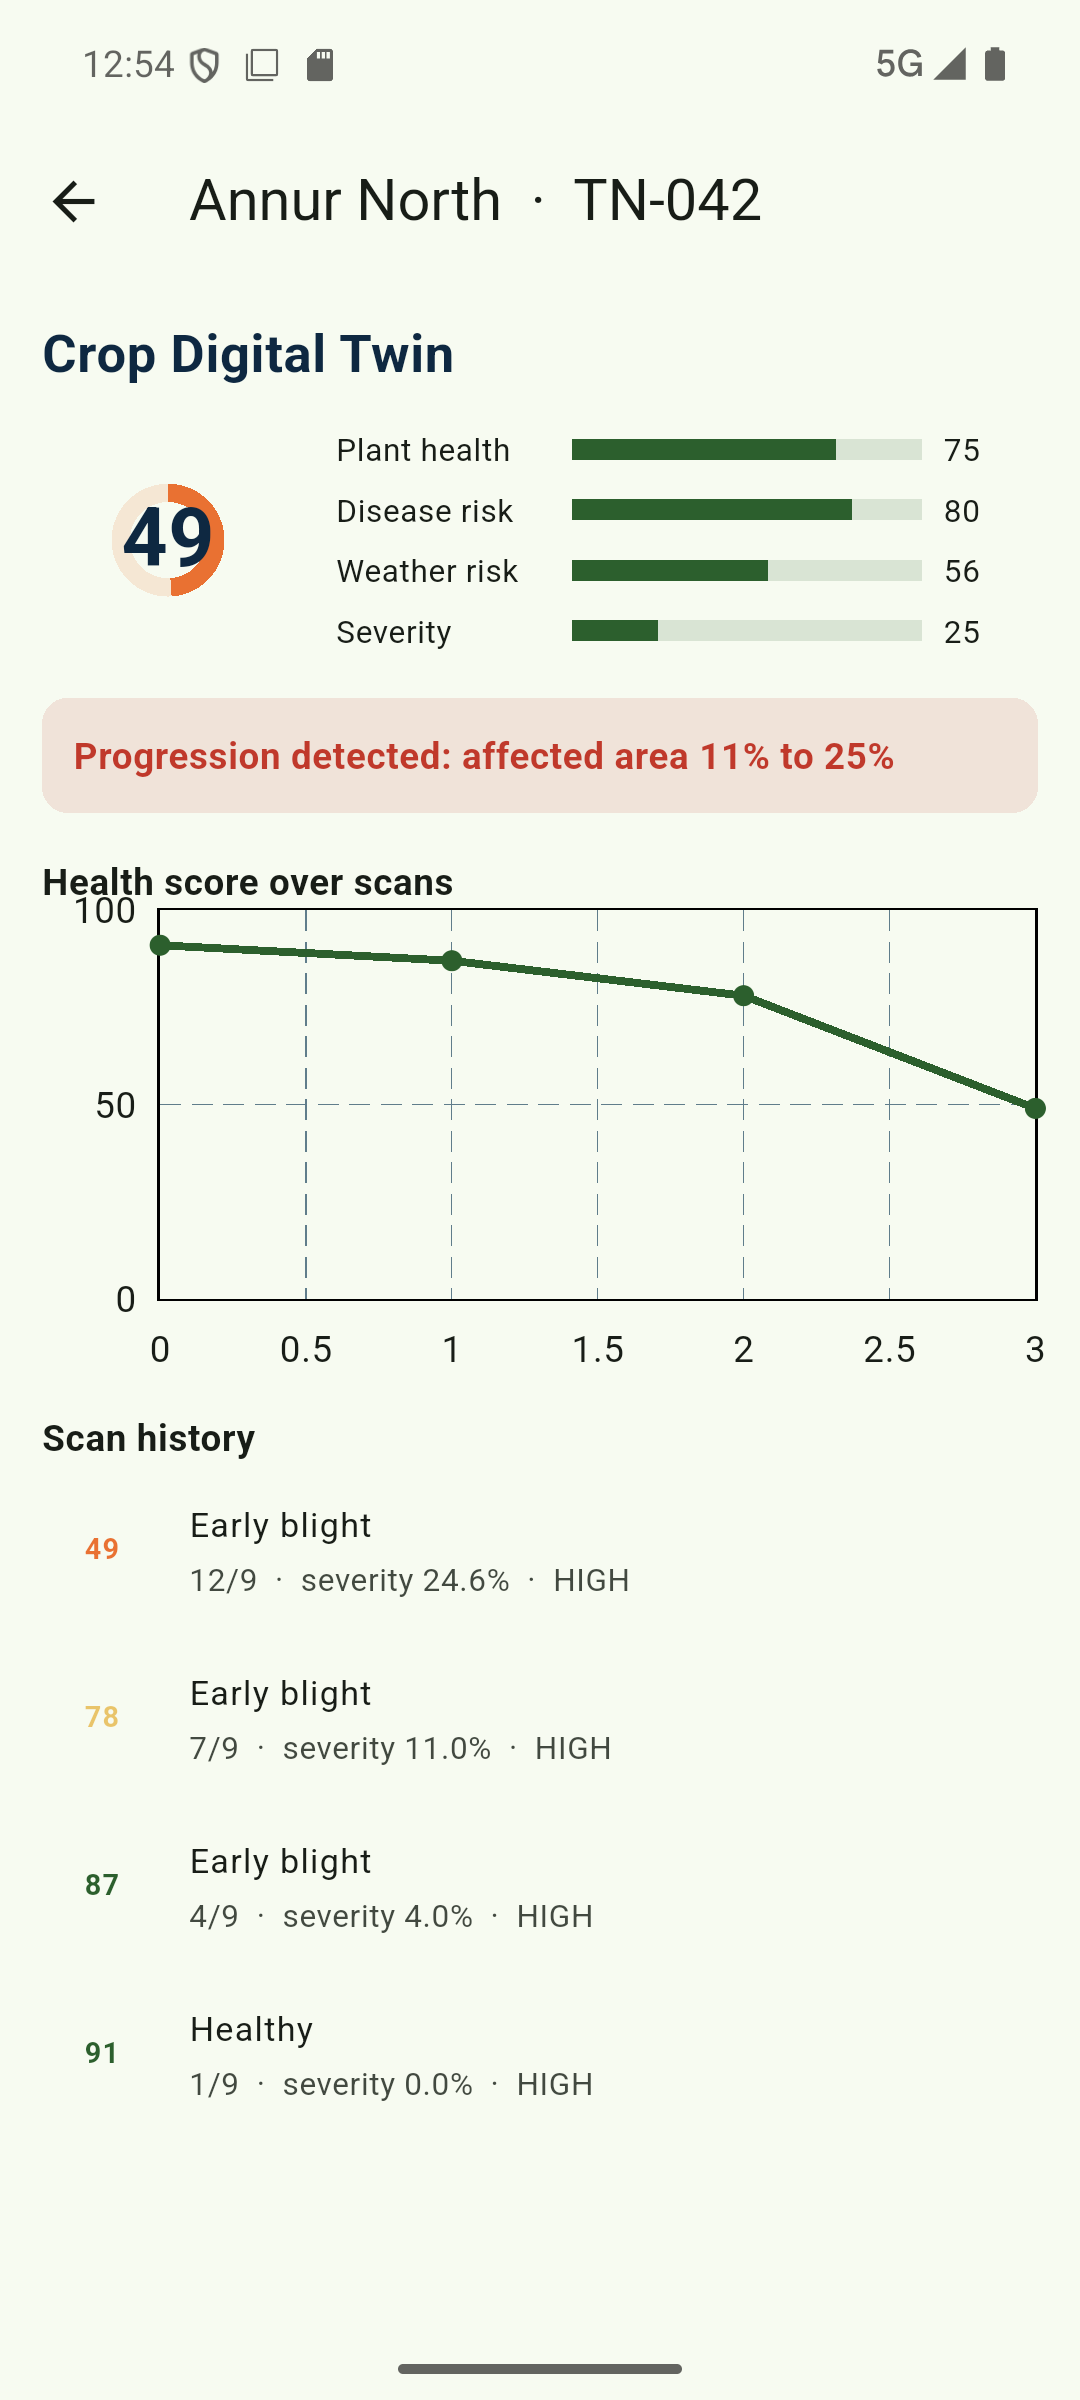 12:54 5G
Annur North · TN-042
Crop Digital Twin
49
Plant health 75
Disease risk 80
Weather risk 56
Severity 25
Progression detected: affected area 11% to 25%
Health score over scans
100
50
0
0 0.5 1 1.5 2 2.5 3
Scan history
49
Early blight
12/9 · severity 24.6% · HIGH
78
Early blight
7/9 · severity 11.0% · HIGH
87
Early blight
4/9 · severity 4.0% · HIGH
91
Healthy
1/9 · severity 0.0% · HIGH